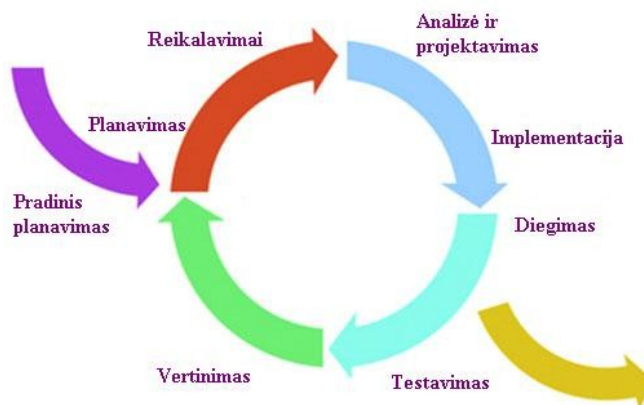 Reikalavimai
Analizė ir
projektavimas
Planavimas
Implementacija
Pradinis
planavimas
Diegimas
Vertinimas
Testavimas